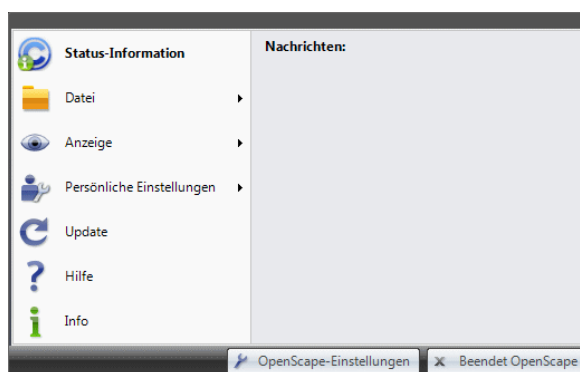 Status-Information
Nachrichten:
Datei
Anzeige
Persönliche Einstellungen
Update
Hilfe
Info
OpenScape-Einstellungen
Beendet OpenScape